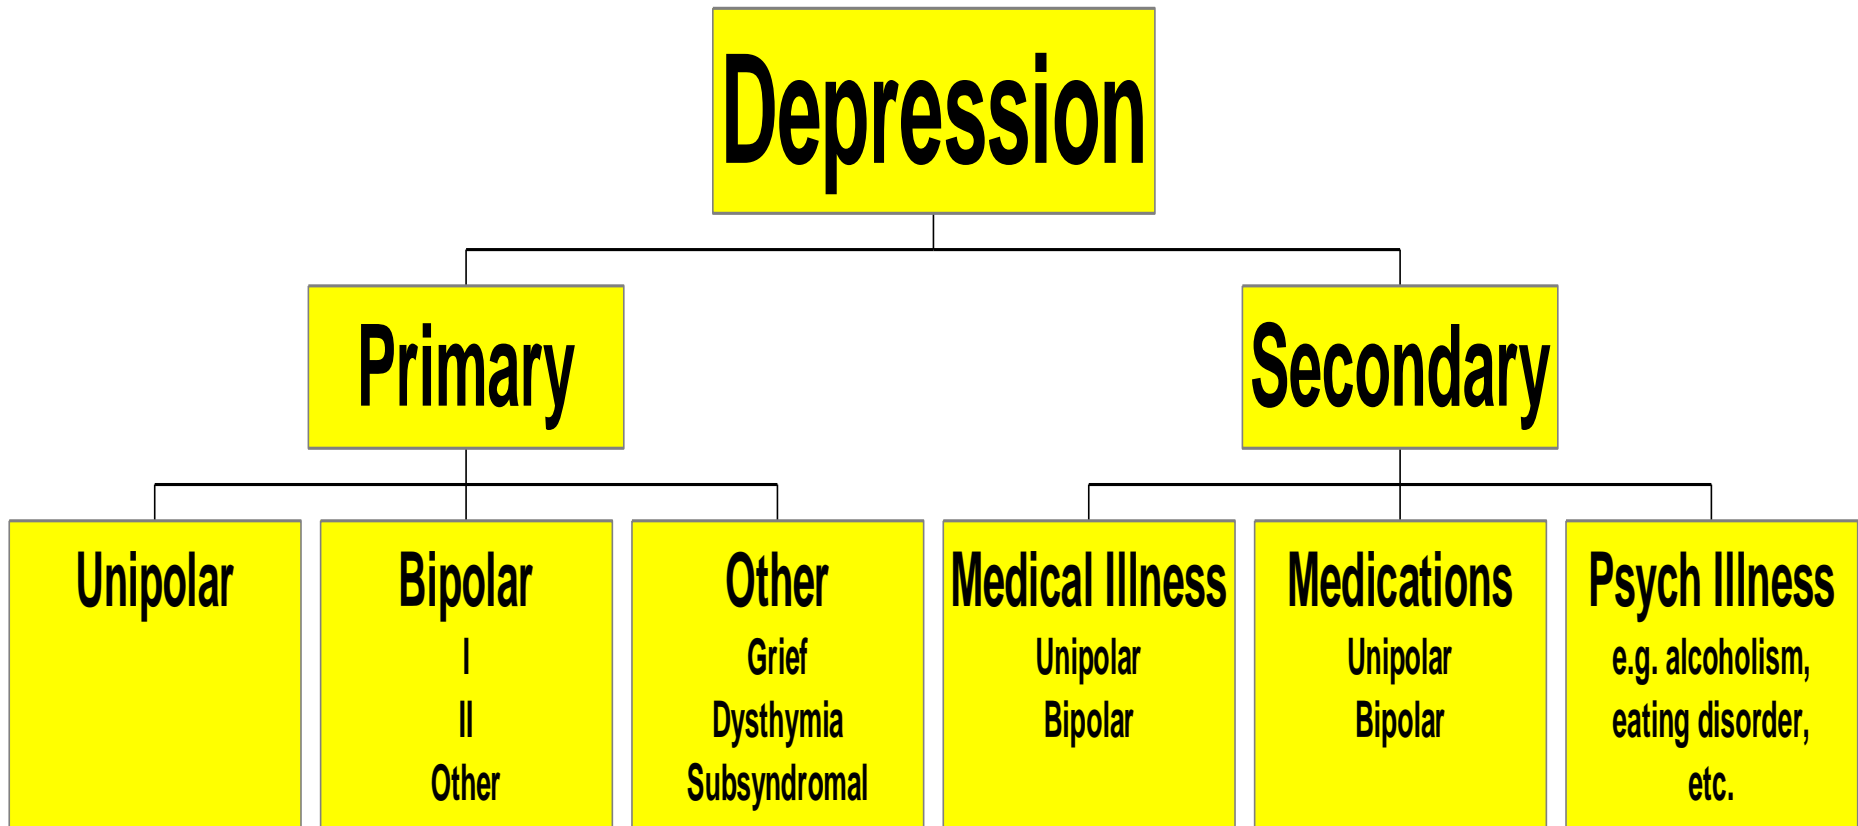 Depression
Primary
Secondary
Unipolar
Bipolar
I
II
Other
Other
Grief
Dysthymia
Subsyndromal
Medical Illness
Unipolar
Bipolar
Medications
Unipolar
Bipolar
Psych Illness
e.g. alcoholism,
eating disorder,
etc.